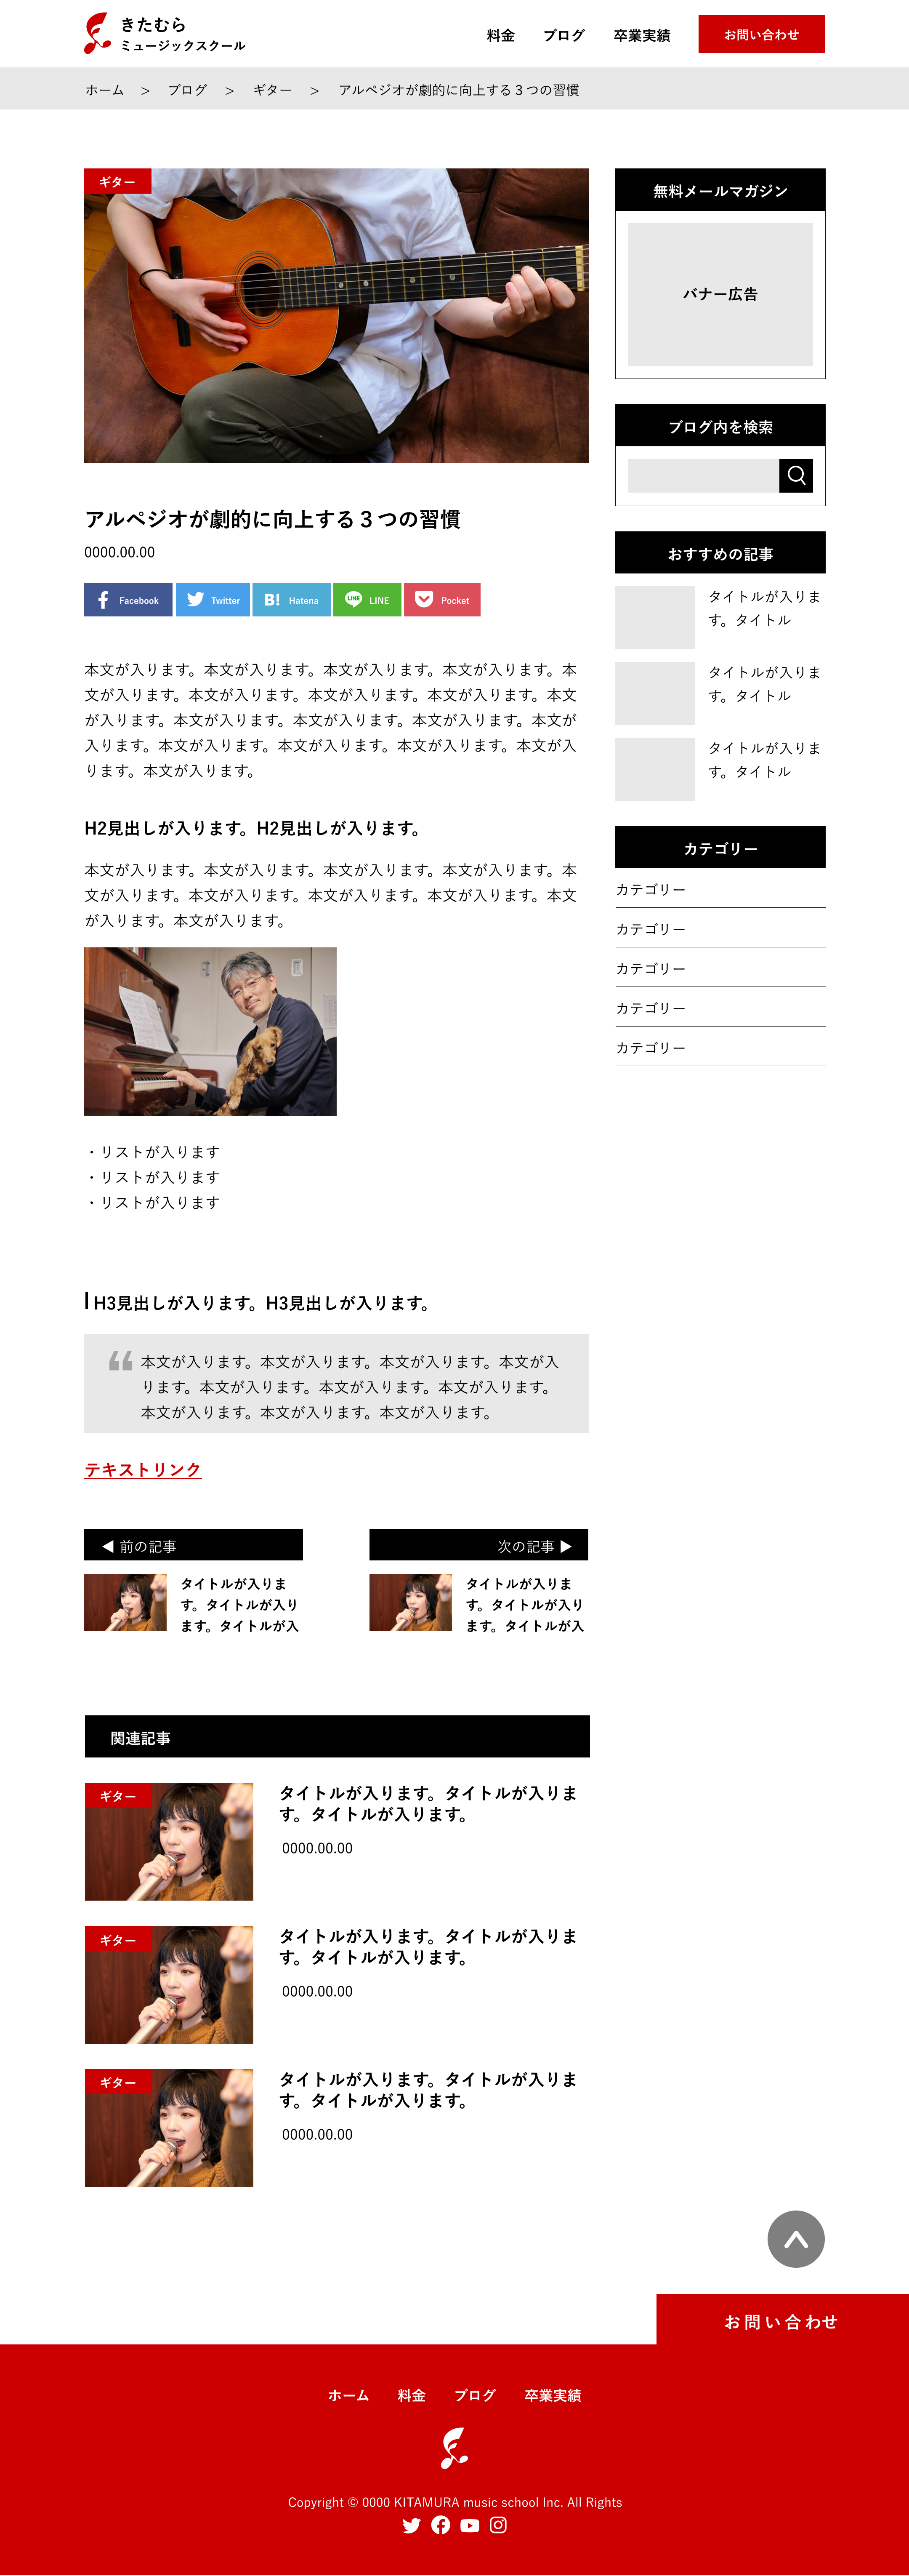 きたむら
ミュージックスクール
料金
ブログ
卒業実績
お問い合わせ
ホーム > ブログ > ギター > アルペジオが劇的に向上する３つの習慣
ギター
アルペジオが劇的に向上する３つの習慣
0000.00.00
Facebook
Twitter
B! Hatena
LINE LINE
Pocket
本文が入ります。本文が入ります。本文が入ります。本文が入ります。本
文が入ります。本文が入ります。本文が入ります。本文が入ります。本文
が入ります。本文が入ります。本文が入ります。本文が入ります。本文が
入ります。本文が入ります。本文が入ります。本文が入ります。本文が入
ります。本文が入ります。
H2見出しが入ります。H2見出しが入ります。
本文が入ります。本文が入ります。本文が入ります。本文が入ります。本
文が入ります。本文が入ります。本文が入ります。本文が入ります。本文
が入ります。本文が入ります。
・リストが入ります
・リストが入ります
・リストが入ります
H3見出しが入ります。H3見出しが入ります。
“ 本文が入ります。本文が入ります。本文が入ります。本文が入
ります。本文が入ります。本文が入ります。本文が入ります。
本文が入ります。本文が入ります。本文が入ります。
テキストリンク
◀ 前の記事
タイトルが入りま
す。タイトルが入り
ます。タイトルが入
次の記事 ▶
タイトルが入りま
す。タイトルが入り
ます。タイトルが入
関連記事
ギター
タイトルが入ります。タイトルが入りま
す。タイトルが入ります。
0000.00.00
ギター
タイトルが入ります。タイトルが入りま
す。タイトルが入ります。
0000.00.00
ギター
タイトルが入ります。タイトルが入りま
す。タイトルが入ります。
0000.00.00
無料メールマガジン
バナー広告
ブログ内を検索
おすすめの記事
タイトルが入りま
す。タイトル
タイトルが入りま
す。タイトル
タイトルが入りま
す。タイトル
カテゴリー
カテゴリー
カテゴリー
カテゴリー
カテゴリー
カテゴリー
お問い合わせ
ホーム
料金
ブログ
卒業実績
Copyright © 0000 KITAMURA music school Inc. All Rights